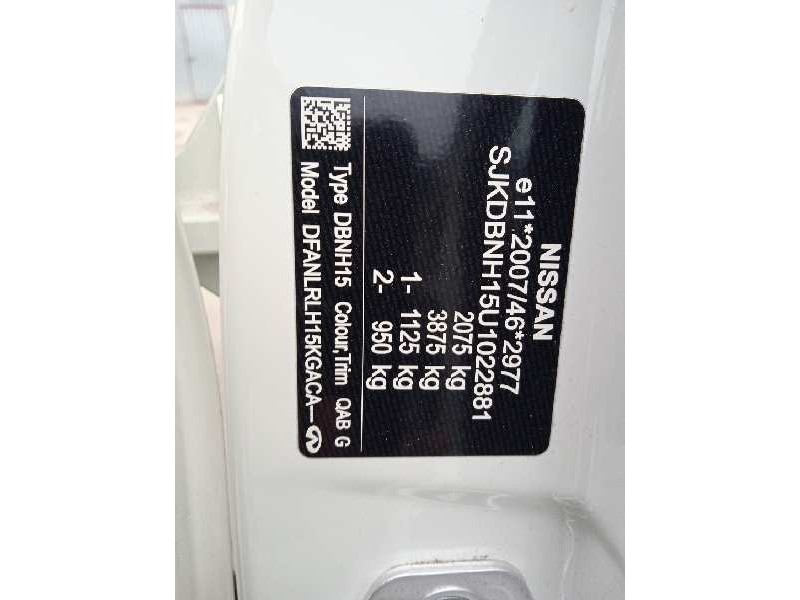 NISSAN
e11*2007/46*2977
SJKDBNH15U1022881
2075 kg
3875 kg
1- 1125 kg
2- 950 kg
Type DBNH15 Colour,Trim QAB G
Model DFANLRLH15KGACA—